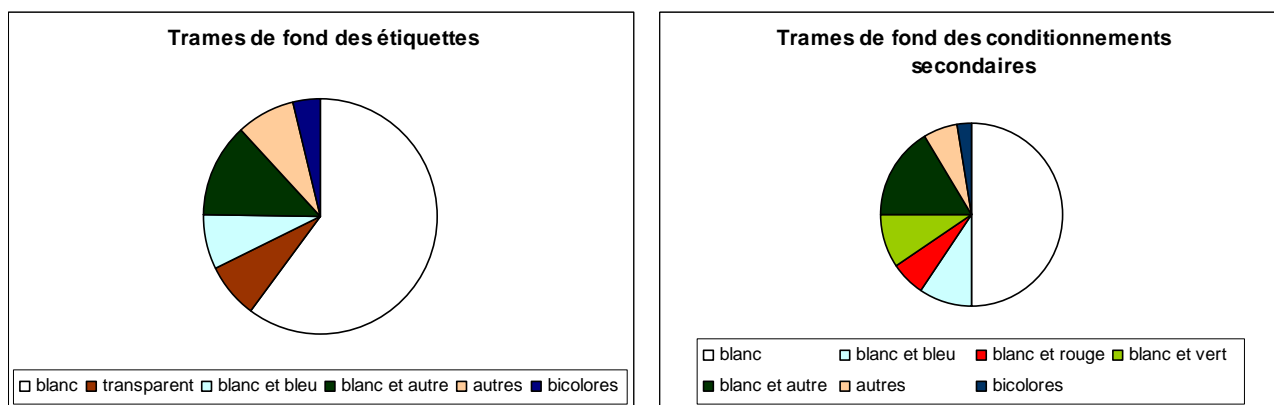 Trames de fond des étiquettes
blanc transparent blanc et bleu blanc et autre autres bicolores
Trames de fond des conditionnements
secondaires
blanc blanc et bleu blanc et rouge blanc et vert
blanc et autre autres bicolores